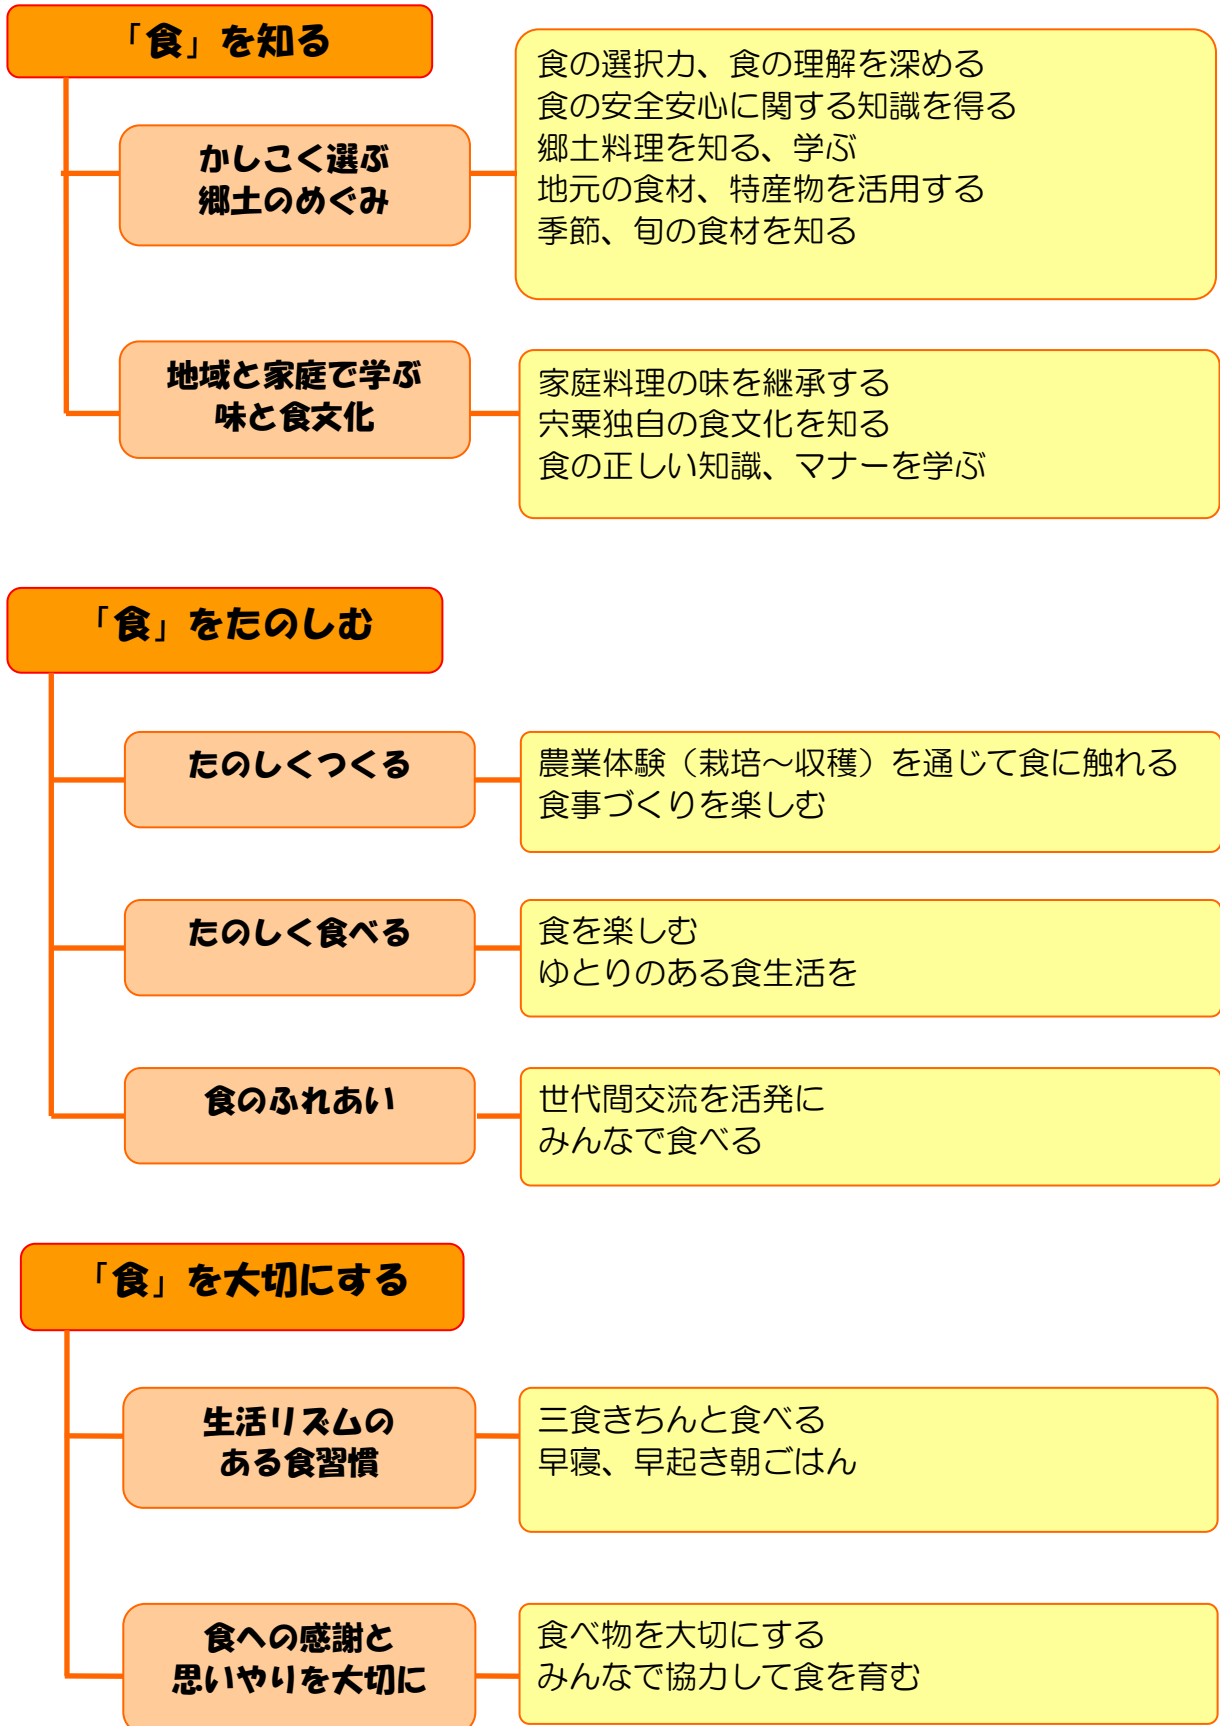 「食」を知る
かしこく選ぶ
郷土のめぐみ
食の選択力、食の理解を深める
食の安全安心に関する知識を得る
郷土料理を知る、学ぶ
地元の食材、特産物を活用する
季節、旬の食材を知る
地域と家庭で学ぶ
味と食文化
家庭料理の味を継承する
宍粟独自の食文化を知る
食の正しい知識、マナーを学ぶ
「食」をたのしむ
たのしくつくる
農業体験（栽培～収穫）を通じて食に触れる
食事づくりを楽しむ
たのしく食べる
食を楽しむ
ゆとりのある食生活を
食のふれあい
世代間交流を活発に
みんなで食べる
「食」を大切にする
生活リズムの
ある食習慣
三食きちんと食べる
早寝、早起き朝ごはん
食への感謝と
思いやりを大切に
食べ物を大切にする
みんなで協力して食を育む